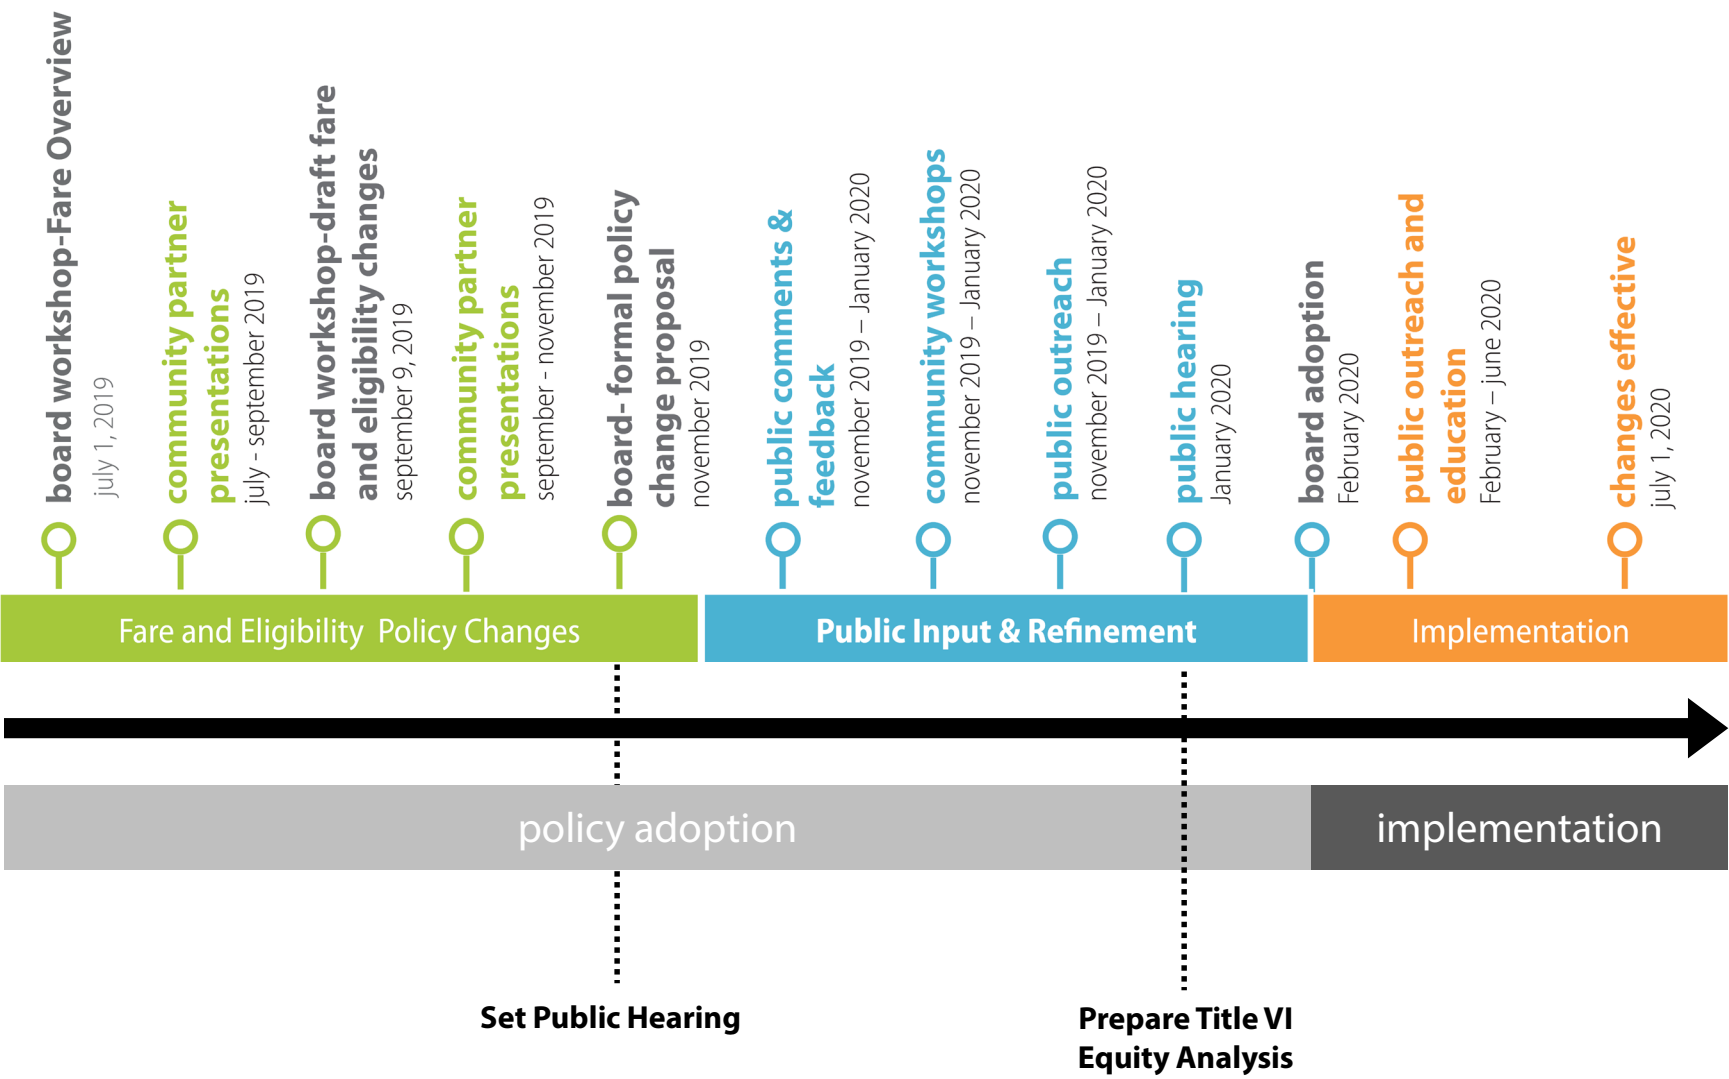 board workshop-Fare Overview
july 1, 2019
community partner
presentations
july - september 2019
board workshop-draft fare
and eligibility changes
september 9, 2019
community partner
presentations
september - november 2019
board- formal policy
change proposal
november 2019
public comments &
feedback
november 2019 – January 2020
community workshops
november 2019 – January 2020
public outreach
november 2019 – January 2020
public hearing
January 2020
board adoption
February 2020
public outreach and
education
February – june 2020
changes effective
july 1, 2020
Fare and Eligibility Policy Changes
Public Input & Refinement
Implementation
policy adoption
implementation
Set Public Hearing
Prepare Title VI
Equity Analysis